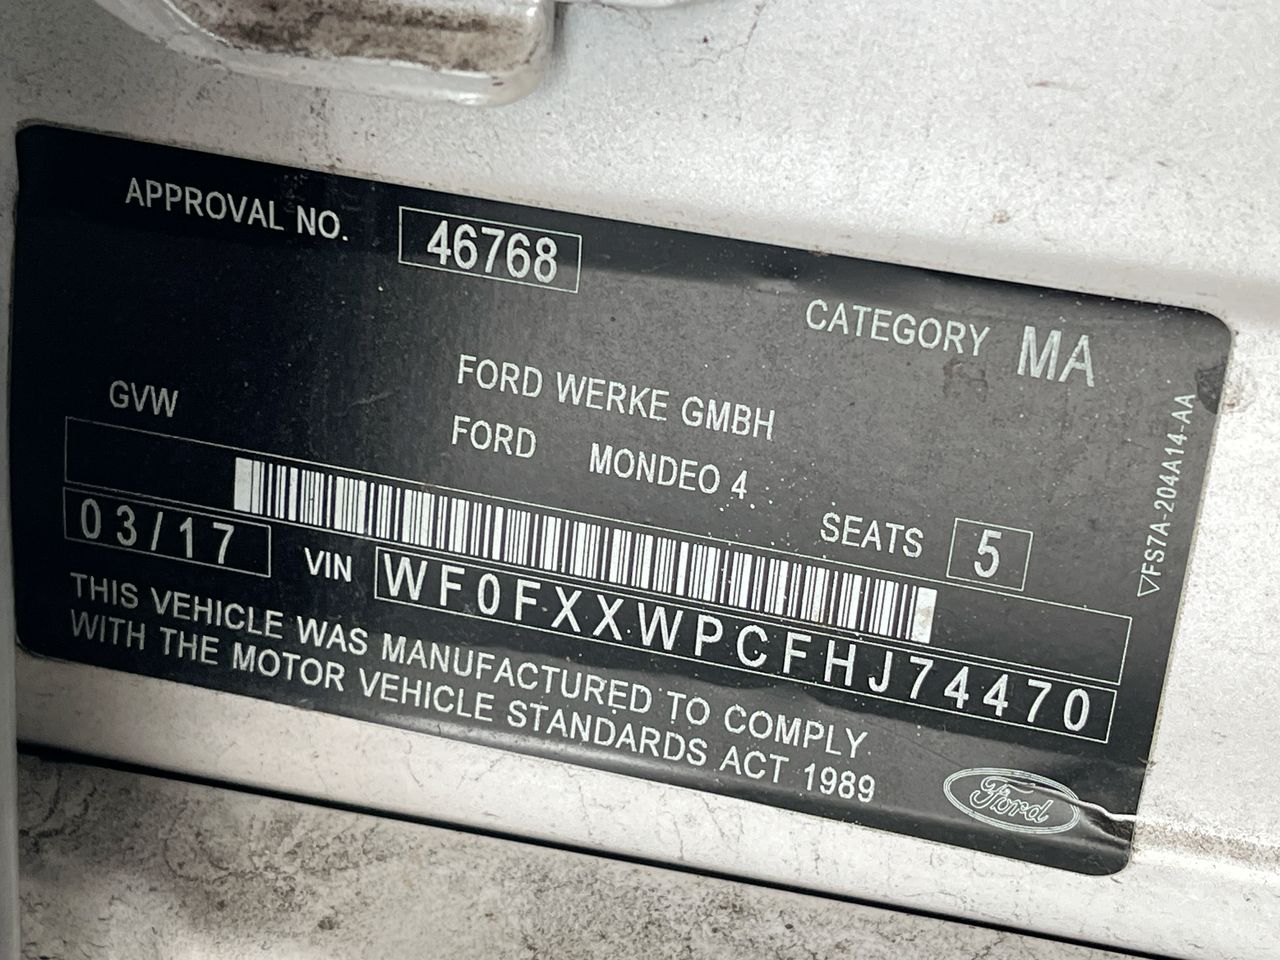 APPROVAL NO. 46768
CATEGORY MA
FORD WERKE GMBH
GVW
FORD MONDEO 4
SEATS 5
03/17
VIN WF0FXXWPCFHJ74470
THIS VEHICLE WAS MANUFACTURED TO COMPLY
WITH THE MOTOR VEHICLE STANDARDS ACT 1989
Ford
▽FS7A-204A14-AA